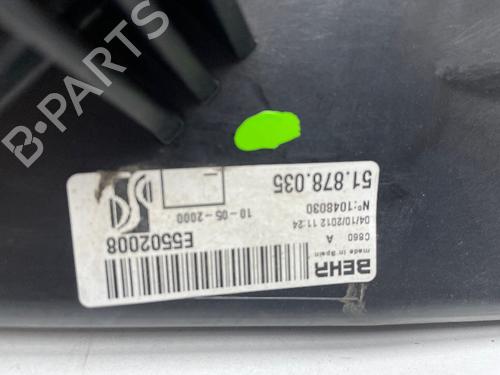 BEHR
made in Spain
C860 A
04/10/2012 11:24
Nº:1048030
51.878.035
E5502008
10-05-2000
B-PARTS